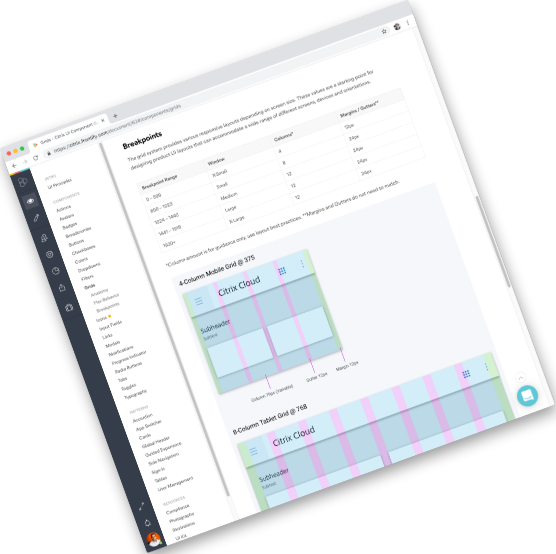 Guide - Citrix UI Component
https://citrix.frontify.com/document/
Breakpoints
The grid system provides various responsive layouts depending on screen size. These values are a starting point for
designing product UI layouts that can accommodate a wide range of different screens, devices and orientations.
Breakpoint Range Window Columns* Margins / Gutters**
0 - 599 X-Small 4 12px
600 - 1023 Small 8 24px
1024 - 1440 Medium 12 24px
1441 - 1919 Large 12 24px
1920+ X-Large 12 24px
*Column amount is for guidance only, use layout best practices. **Margins and Gutters do not need to match.
4-Column Mobile Grid @ 375
Citrix Cloud
Subheader
Subtext
Column 79px (variable) Gutter 12px Margin 12px
8-Column Tablet Grid @ 768
Citrix Cloud
Subheader
Subtext
INTRO
UI Principles
COMPONENTS
Actions
Avatars
Badges
Breadcrumbs
Buttons
Checkboxes
Colors
Dropdowns
Filters
Grids
Anatomy
Flex Behavior
Breakpoints
Icons
Input Fields
Links
Modals
Notifications
Progress Indicator
Radio Buttons
Tabs
Toggles
Typography
PATTERNS
Accordion
App Switcher
Cards
Global Header
Guided Experience
Side Navigation
Sign In
Tables
User Management
RESOURCES
Compliance
Photography
Illustrations
UI Kit